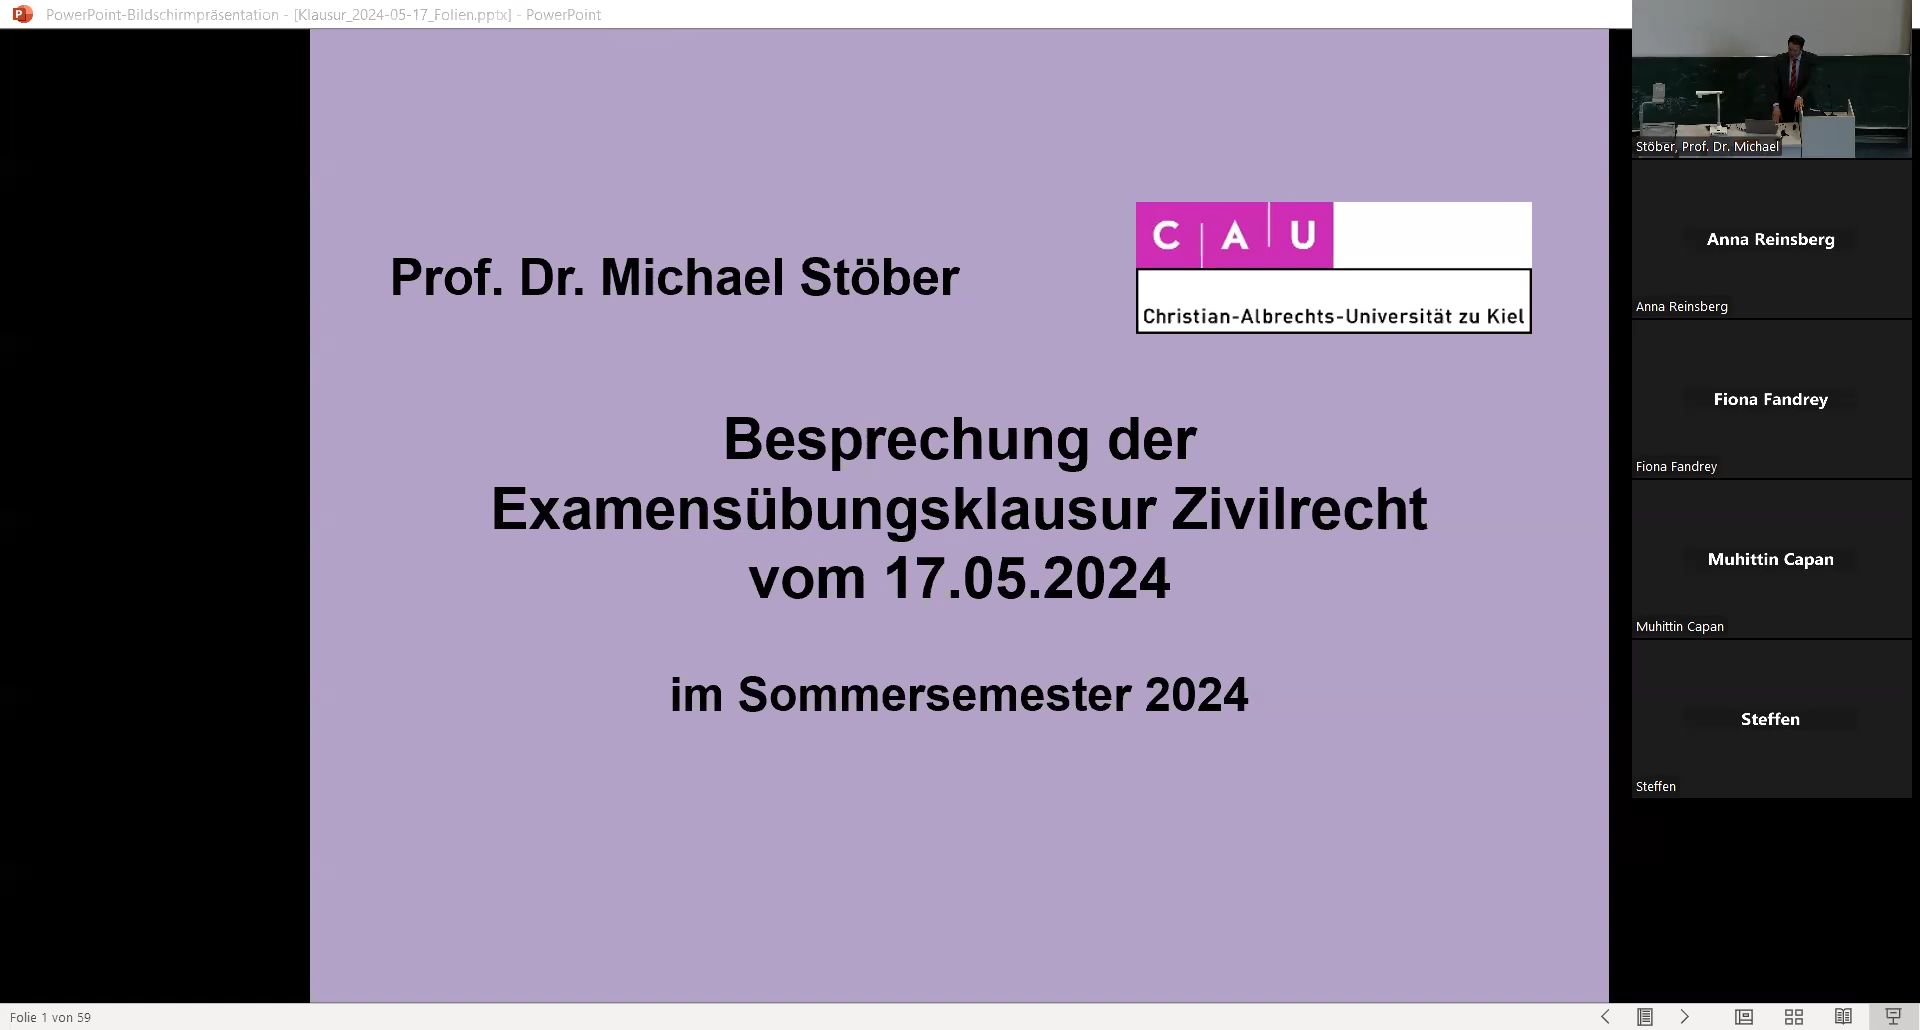 PowerPoint-Bildschirmpräsentation - [Klausur_2024-05-17_Folien.pptx] - PowerPoint
Prof. Dr. Michael Stöber
C A U
Christian-Albrechts-Universität zu Kiel
Besprechung der
Examensübungsklausur Zivilrecht
vom 17.05.2024
im Sommersemester 2024
Stöber, Prof. Dr. Michael
Anna Reinsberg
Anna Reinsberg
Fiona Fandrey
Fiona Fandrey
Muhittin Capan
Muhittin Capan
Steffen
Steffen
Folie 1 von 59